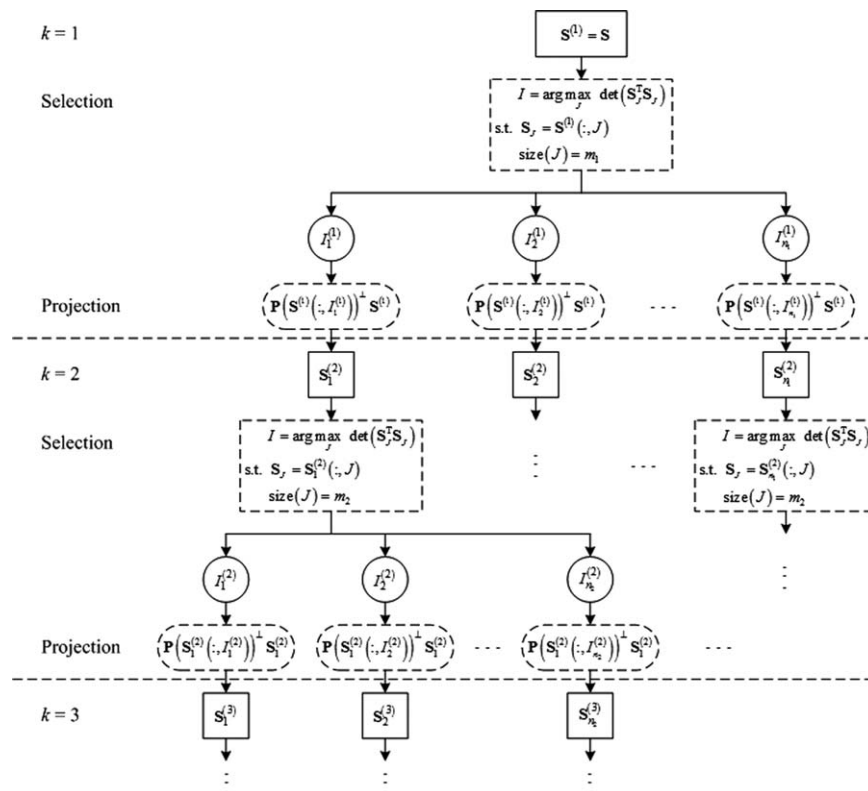 k = 1
S^(1) = S
Selection
I = arg max_J det(S_J^T S_J)
s.t. S_J = S^(1)(:, J)
size(J) = m_1
I_1^(1) I_2^(1) I_{n_1}^(1)
Projection
P(S^(1)(:, I_1^(1)))^⊥ S^(1) P(S^(1)(:, I_2^(1)))^⊥ S^(1) · · · P(S^(1)(:, I_{n_1}^(1)))^⊥ S^(1)
k = 2
S_1^(2) S_2^(2) S_{n_1}^(2)
Selection
I = arg max_J det(S_J^T S_J)
s.t. S_J = S_1^(2)(:, J)
size(J) = m_2
· · ·
I = arg max_J det(S_J^T S_J)
s.t. S_J = S_{n_1}^(2)(:, J)
size(J) = m_2
I_1^(2) I_2^(2) I_{n_2}^(2)
Projection
P(S_1^(2)(:, I_1^(2)))^⊥ S_1^(2) P(S_1^(2)(:, I_2^(2)))^⊥ S_1^(2) · · · P(S_1^(2)(:, I_{n_2}^(2)))^⊥ S_1^(2) · · ·
k = 3
S_1^(3) S_2^(3) S_{n_2}^(3)